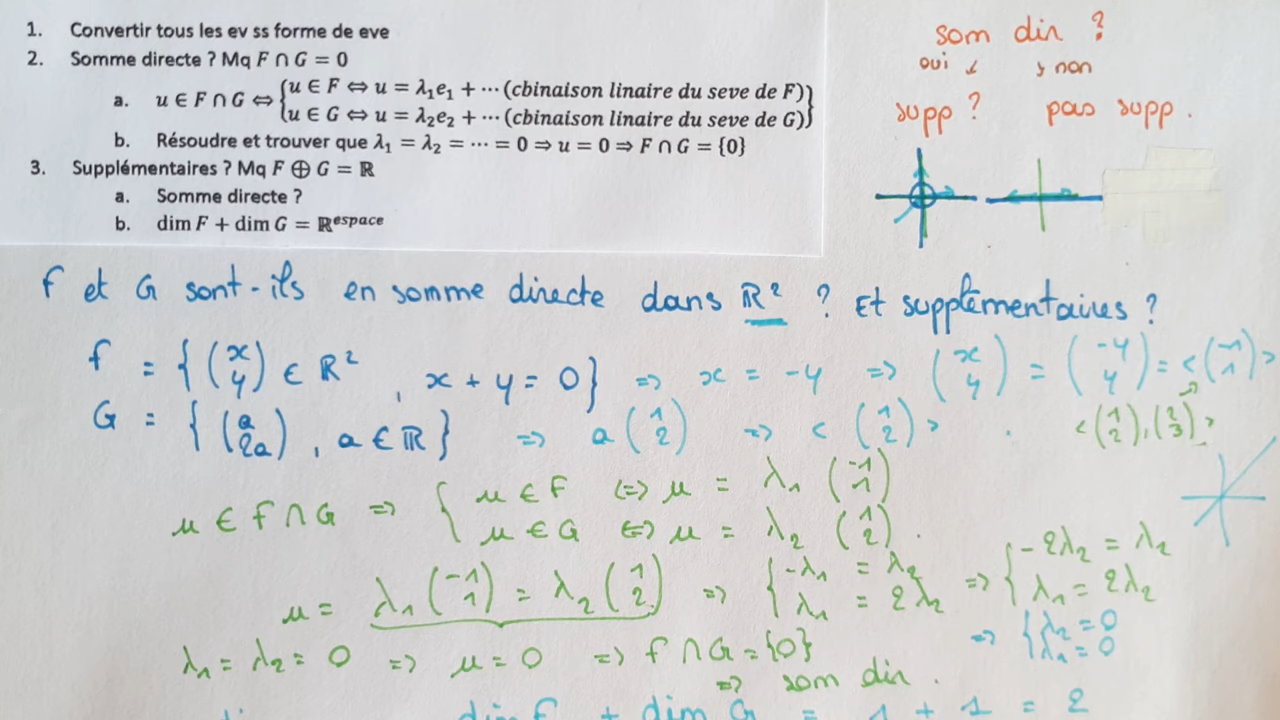 1. Convertir tous les ev ss forme de eve
2. Somme directe ? Mq F ∩ G = 0
a. u ∈ F ∩ G ⇔ {u ∈ F ⇔ u = λ₁e₁ + ⋯ (cbinaison linaire du seve de F)
u ∈ G ⇔ u = λ₂e₂ + ⋯ (cbinaison linaire du seve de G)}
b. Résoudre et trouver que λ₁ = λ₂ = ⋯ = 0 ⇒ u = 0 ⇒ F ∩ G = {0}
3. Supplémentaires ? Mq F ⊕ G = ℝ
a. Somme directe ?
b. dim F + dim G = ℝ^espace
som dir ?
oui ↙ ↘ non
supp ? pas supp .
F et G sont-ils en somme directe dans ℝ² ? Et supplémentaires ?
F = { (x y) ∈ ℝ² , x + y = 0 } ⇒ x = -y ⇒ (x y) = (-y y) = < (-1 1) >
G = { (a 2a) , a ∈ ℝ } ⇒ a (1 2) ⇒ < (1 2) > . < (1 2) , (2 3) >
u ∈ F ∩ G ⇒ { u ∈ F ⇔ u = λ₁ (-1 1)
u ∈ G ⇔ u = λ₂ (1 2) .
u = λ₁ (-1 1) = λ₂ (1 2) ⇒ { -λ₁ = λ₂
λ₁ = 2λ₂ ⇒ { -2λ₂ = λ₂
λ₁ = 2λ₂
⇒ { λ₂ = 0
λ₁ = 0
λ₁ = λ₂ = 0 ⇒ u = 0 ⇒ F ∩ G = {0}
⇒ som dir .
dim F + dim G = 1 + 1 = 2